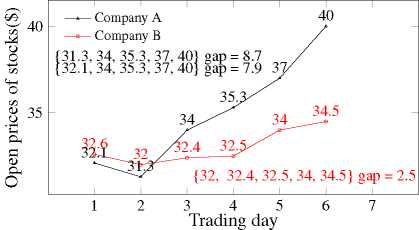 Open prices of stocks($)
40
35
Company A
Company B
{31.3, 34, 35.3, 37, 40} gap = 8.7
{32.1, 34, 35.3, 37, 40} gap = 7.9
40
37
35.3
34
32.1
31.3
32.6
32
32.4
32.5
34
34.5
{32, 32.4, 32.5, 34, 34.5} gap = 2.5
1 2 3 4 5 6 7
Trading day